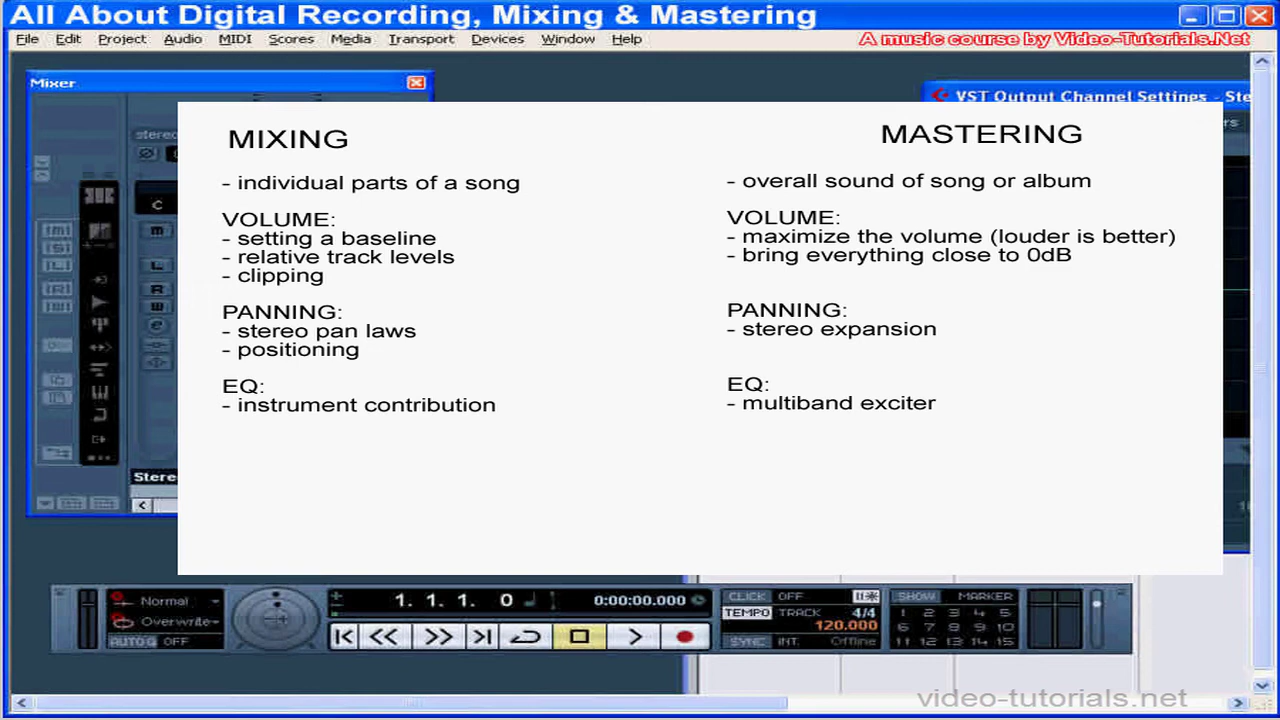 All About Digital Recording, Mixing & Mastering
File Edit Project Audio MIDI Scores Media Transport Devices Window Help
A music course by Video-Tutorials.Net
Mixer
VST Output Channel Settings - Ste
stereo
C
MIXING
- individual parts of a song
VOLUME:
- setting a baseline
- relative track levels
- clipping
PANNING:
- stereo pan laws
- positioning
EQ:
- instrument contribution
MASTERING
- overall sound of song or album
VOLUME:
- maximize the volume (louder is better)
- bring everything close to 0dB
PANNING:
- stereo expansion
EQ:
- multiband exciter
Stereo
Normal
Overwrite
AUTO Q OFF
1. 1. 1. 0
0:00:00.000
CLICK OFF
TEMPO TRACK 4/4
120.000
SYNC INT. Offline
SHOW MARKER
1 2 3 4 5
6 7 8 9 10
11 12 13 14 15
video-tutorials.net